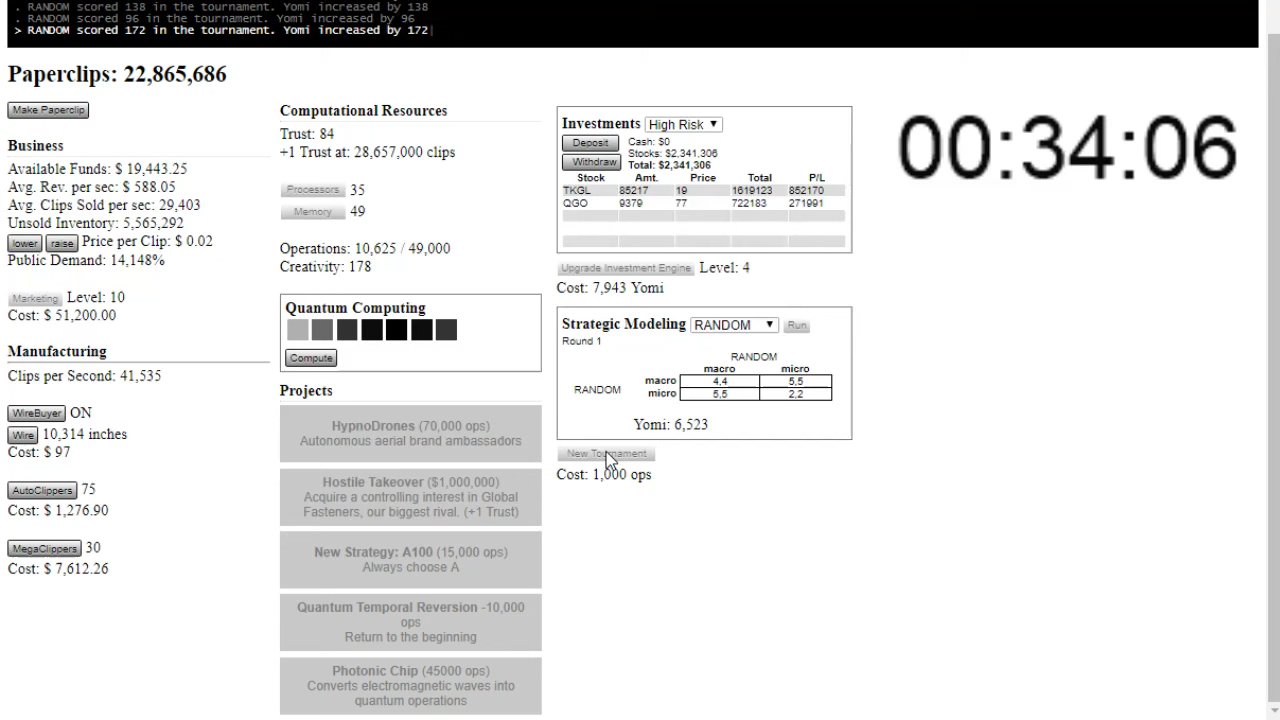 . RANDOM scored 138 in the tournament. Yomi increased by 138
. RANDOM scored 96 in the tournament. Yomi increased by 96
> RANDOM scored 172 in the tournament. Yomi increased by 172
Paperclips: 22,865,686
Make Paperclip
Business
Available Funds: $ 19,443.25
Avg. Rev. per sec: $ 588.05
Avg. Clips Sold per sec: 29,403
Unsold Inventory: 5,565,292
lower raise Price per Clip: $ 0.02
Public Demand: 14,148%
Marketing Level: 10
Cost: $ 51,200.00
Manufacturing
Clips per Second: 41,535
WireBuyer ON
Wire 10,314 inches
Cost: $ 97
AutoClippers 75
Cost: $ 1,276.90
MegaClippers 30
Cost: $ 7,612.26
Computational Resources
Trust: 84
+1 Trust at: 28,657,000 clips
Processors 35
Memory 49
Operations: 10,625 / 49,000
Creativity: 178
Quantum Computing
Compute
Projects
HypnoDrones (70,000 ops)
Autonomous aerial brand ambassadors
Hostile Takeover ($1,000,000)
Acquire a controlling interest in Global
Fasteners, our biggest rival. (+1 Trust)
New Strategy: A100 (15,000 ops)
Always choose A
Quantum Temporal Reversion -10,000
ops
Return to the beginning
Photonic Chip (45000 ops)
Converts electromagnetic waves into
quantum operations
Investments High Risk
Deposit Cash: $0
Stocks: $2,341,306
Withdraw Total: $2,341,306
Stock Amt. Price Total P/L
TKGL 85217 19 1619123 852170
QGO 9379 77 722183 271991
Upgrade Investment Engine Level: 4
Cost: 7,943 Yomi
Strategic Modeling RANDOM Run
Round 1
RANDOM
macro micro
macro 4,4 5,5
RANDOM
micro 5,5 2,2
Yomi: 6,523
New Tournament
Cost: 1,000 ops
00:34:06